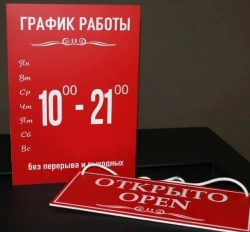 ГРАФИК РАБОТЫ
Пн
Вт
Ср
Чт
Пт
Сб
Вс
10⁰⁰ - 21⁰⁰
без перерыва и выходных
ОТКРЫТО
OPEN